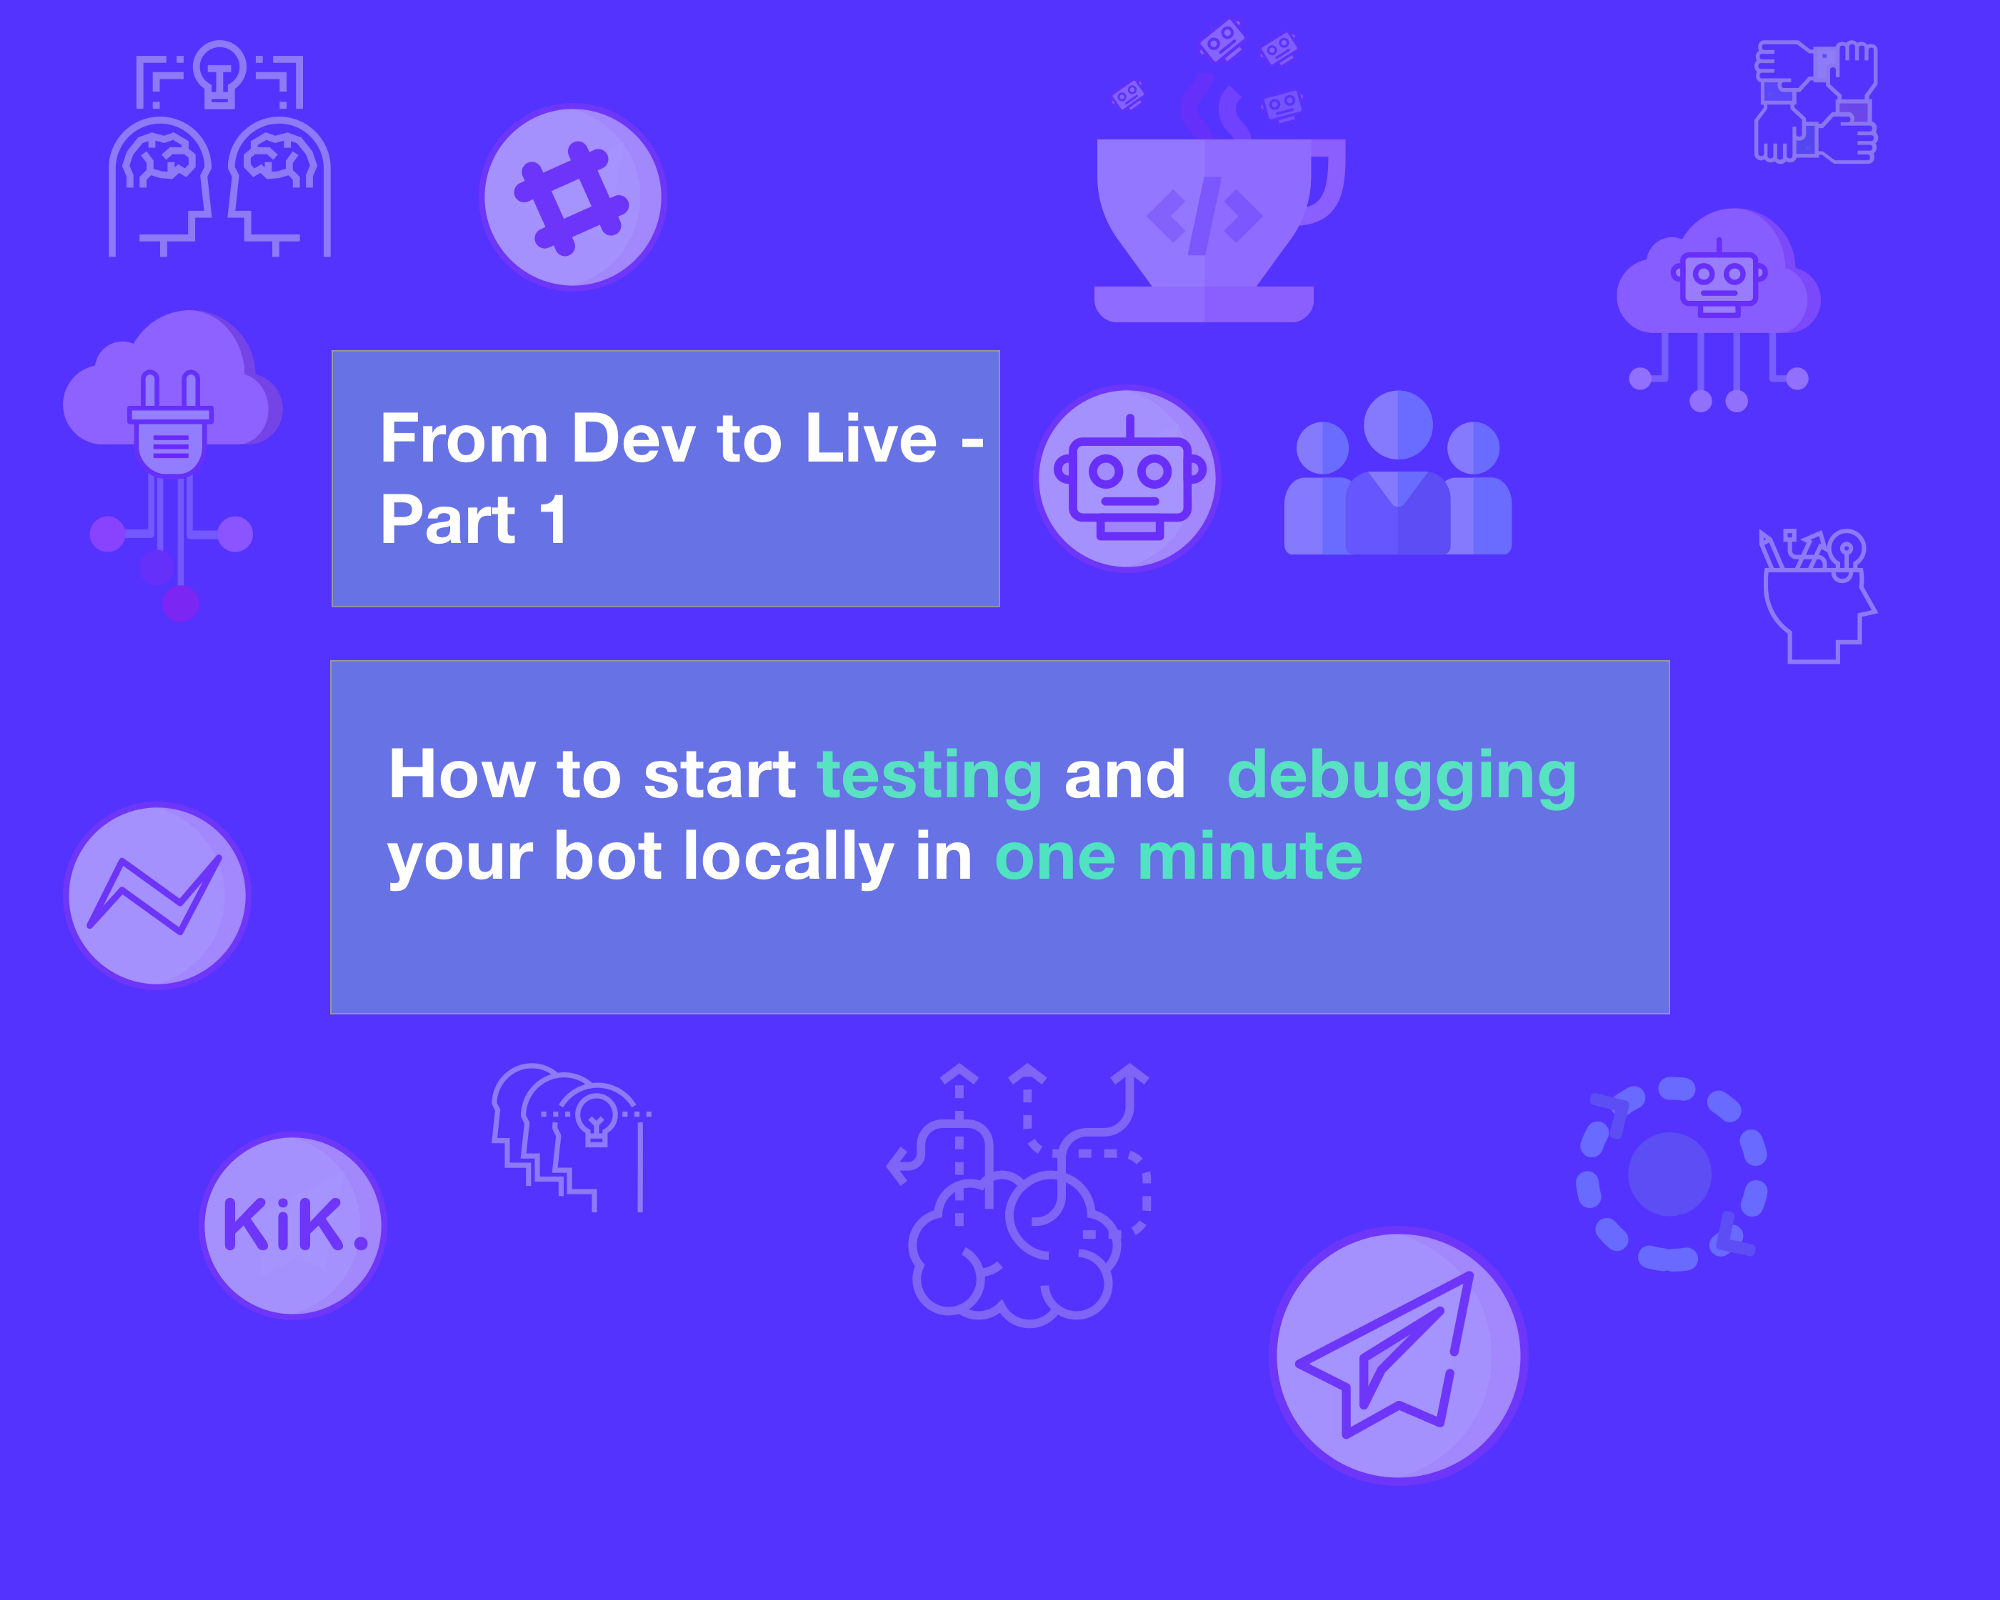 From Dev to Live -
Part 1
How to start testing and debugging
your bot locally in one minute
</>
KiK.